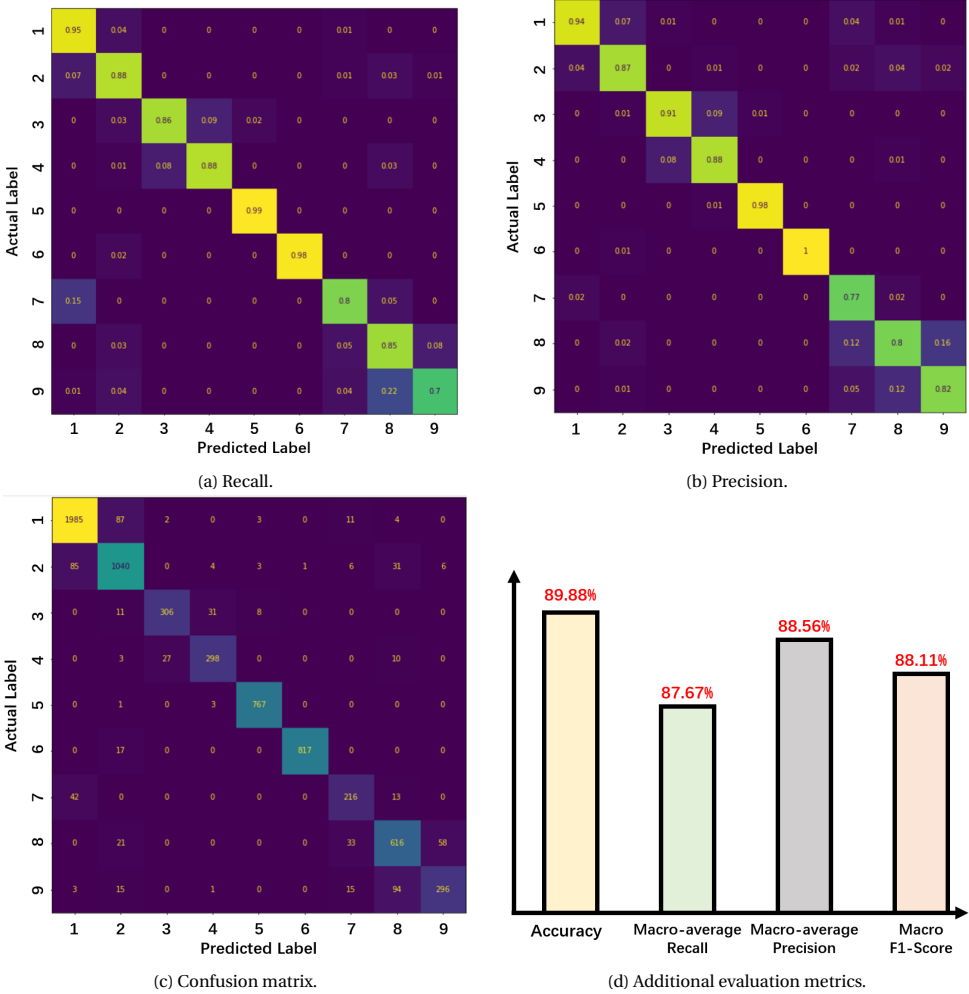 1 0.95 0.04 0 0 0 0 0.01 0 0
2 0.07 0.88 0 0 0 0 0.01 0.03 0.01
3 0 0.03 0.86 0.09 0.02 0 0 0 0
4 0 0.01 0.08 0.88 0 0 0 0.03 0
5 0 0 0 0 0.99 0 0 0 0
6 0 0.02 0 0 0 0.98 0 0 0
7 0.15 0 0 0 0 0 0.8 0.05 0
8 0 0.03 0 0 0 0 0.05 0.85 0.08
9 0.01 0.04 0 0 0 0 0.04 0.22 0.7
1 2 3 4 5 6 7 8 9
Actual Label
Predicted Label
(a) Recall.
1 0.94 0.07 0.01 0 0 0 0.04 0.01 0
2 0.04 0.87 0 0.01 0 0 0.02 0.04 0.02
3 0 0.01 0.91 0.09 0.01 0 0 0 0
4 0 0 0.08 0.88 0 0 0 0.01 0
5 0 0 0 0.01 0.98 0 0 0 0
6 0 0.01 0 0 0 1 0 0 0
7 0.02 0 0 0 0 0 0.77 0.02 0
8 0 0.02 0 0 0 0 0.12 0.8 0.16
9 0 0.01 0 0 0 0 0.05 0.12 0.82
1 2 3 4 5 6 7 8 9
Actual Label
Predicted Label
(b) Precision.
1 1985 87 2 0 3 0 11 4 0
2 85 1040 0 4 3 1 6 31 6
3 0 11 306 31 8 0 0 0 0
4 0 3 27 298 0 0 0 10 0
5 0 1 0 3 767 0 0 0 0
6 0 17 0 0 0 817 0 0 0
7 42 0 0 0 0 0 216 13 0
8 0 21 0 0 0 0 33 616 58
9 3 15 0 1 0 0 15 94 296
1 2 3 4 5 6 7 8 9
Actual Label
Predicted Label
(c) Confusion matrix.
89.88%
87.67%
88.56%
88.11%
Accuracy
Macro-average
Recall
Macro-average
Precision
Macro
F1-Score
(d) Additional evaluation metrics.